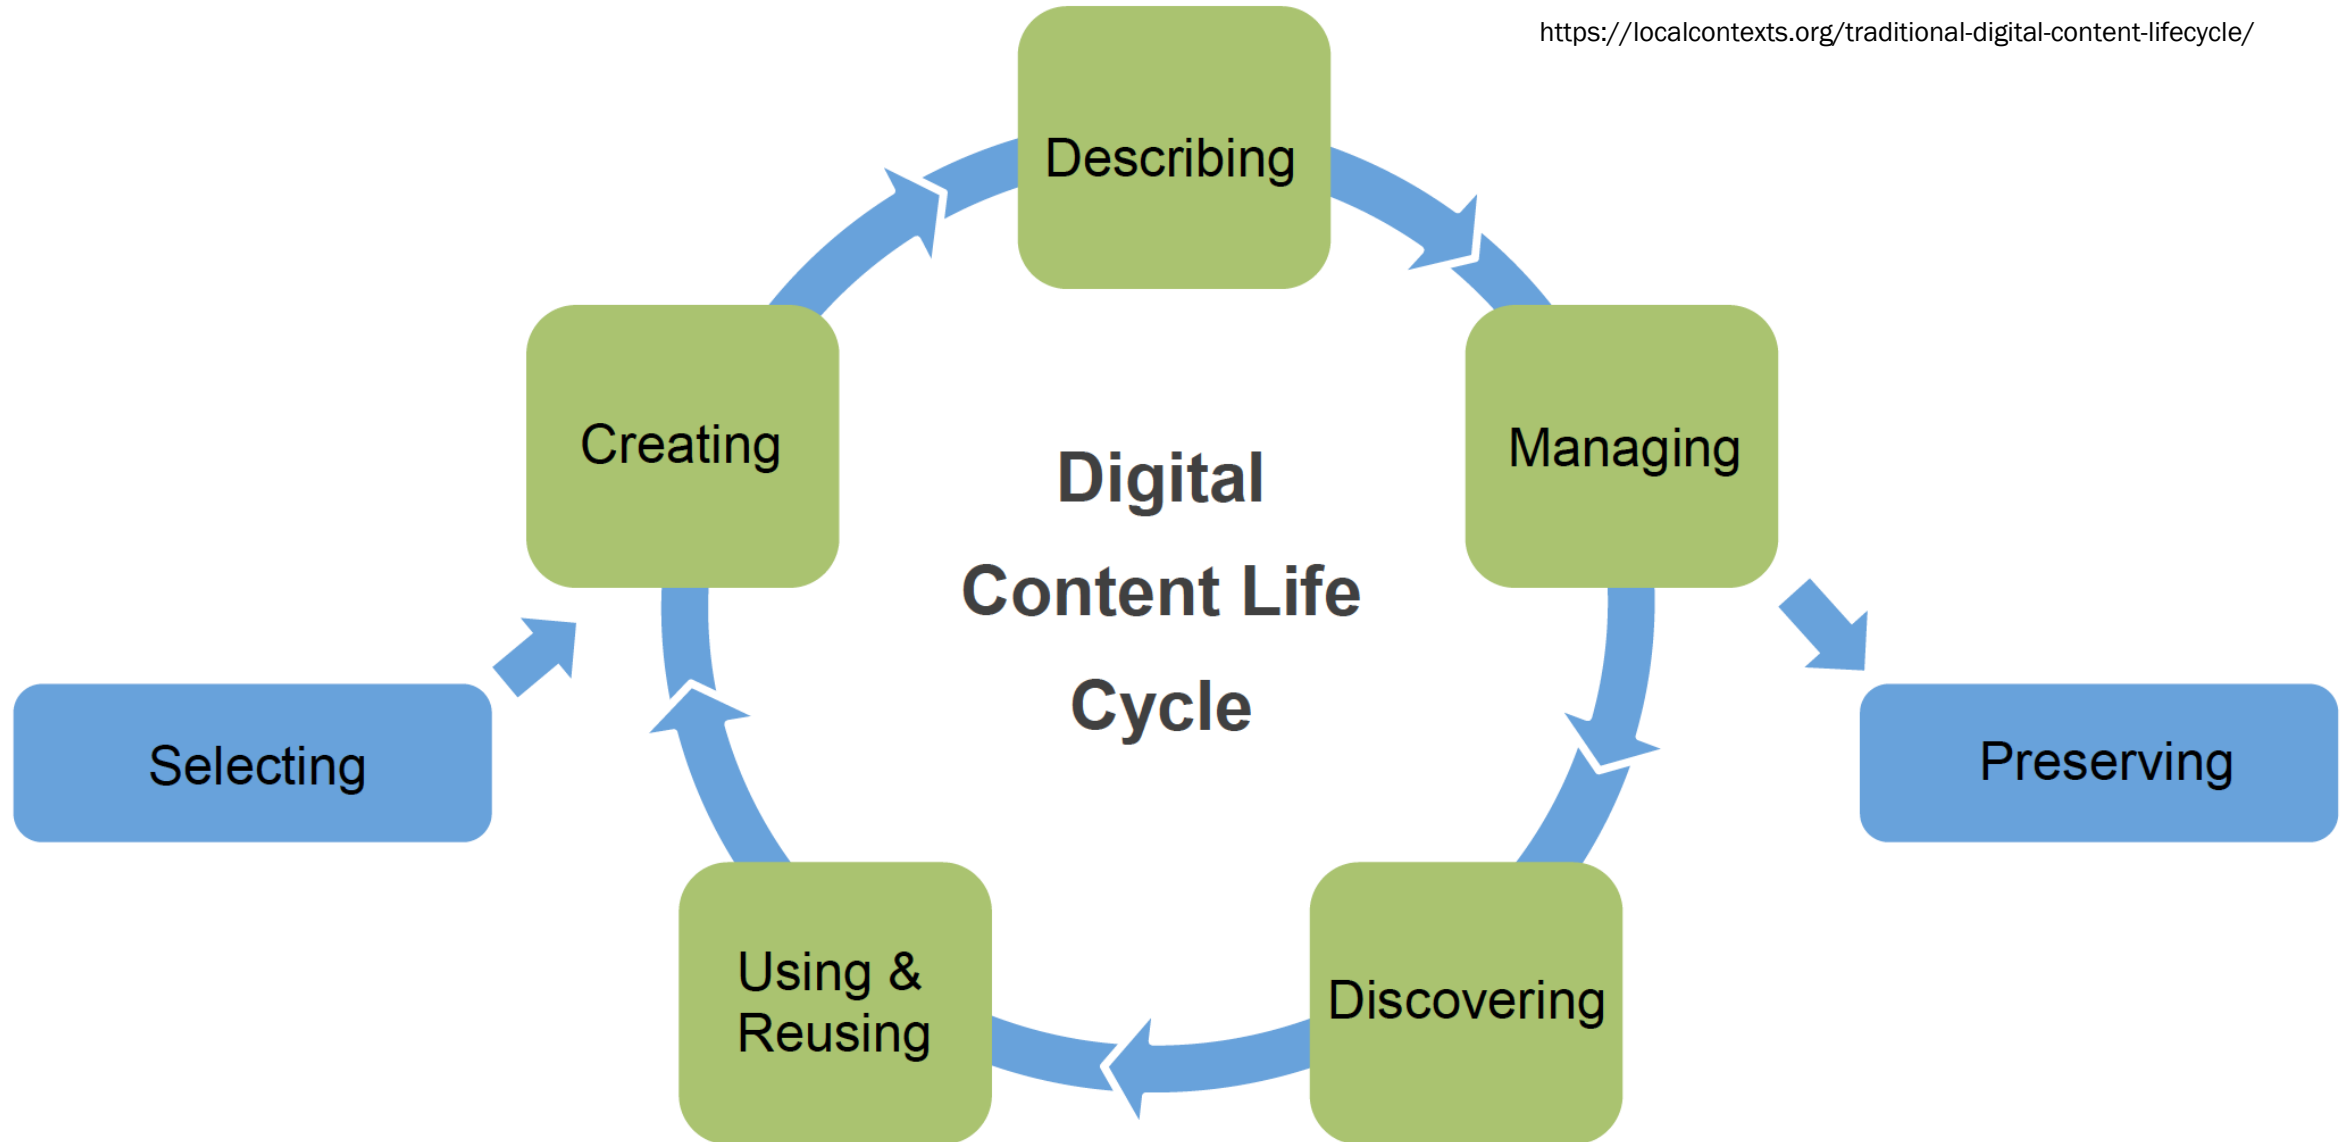 https://localcontexts.org/traditional-digital-content-lifecycle/
Describing
Creating
Managing
Digital
Content Life
Cycle
Selecting
Preserving
Using &
Reusing
Discovering